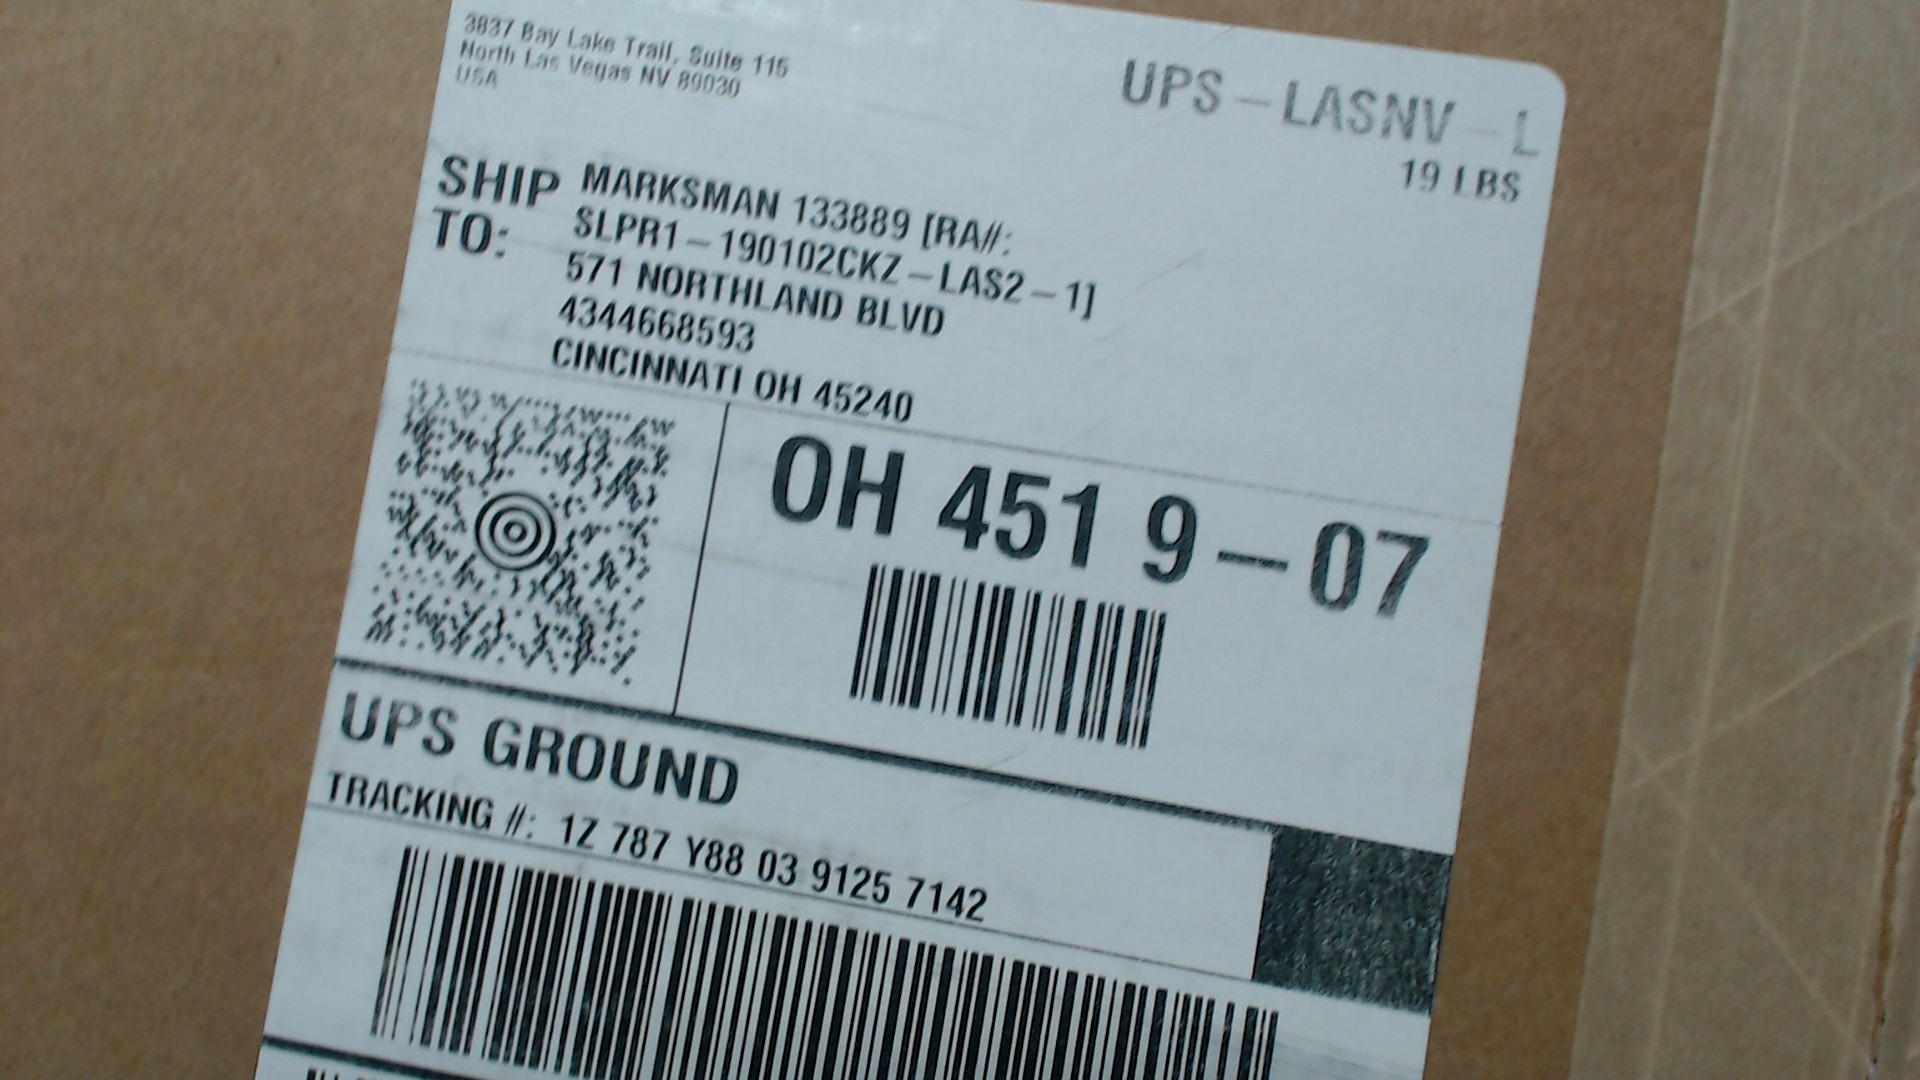 3837 Bay Lake Trail, Suite 115
North Las Vegas NV 89030
USA
UPS - LASNV - L
19 LBS
SHIP TO:
MARKSMAN 133889 [RA#:
SLPR1-190102CKZ-LAS2-1]
571 NORTHLAND BLVD
4344668593
CINCINNATI OH 45240
OH 451 9-07
UPS GROUND
TRACKING #: 1Z 787 Y88 03 9125 7142